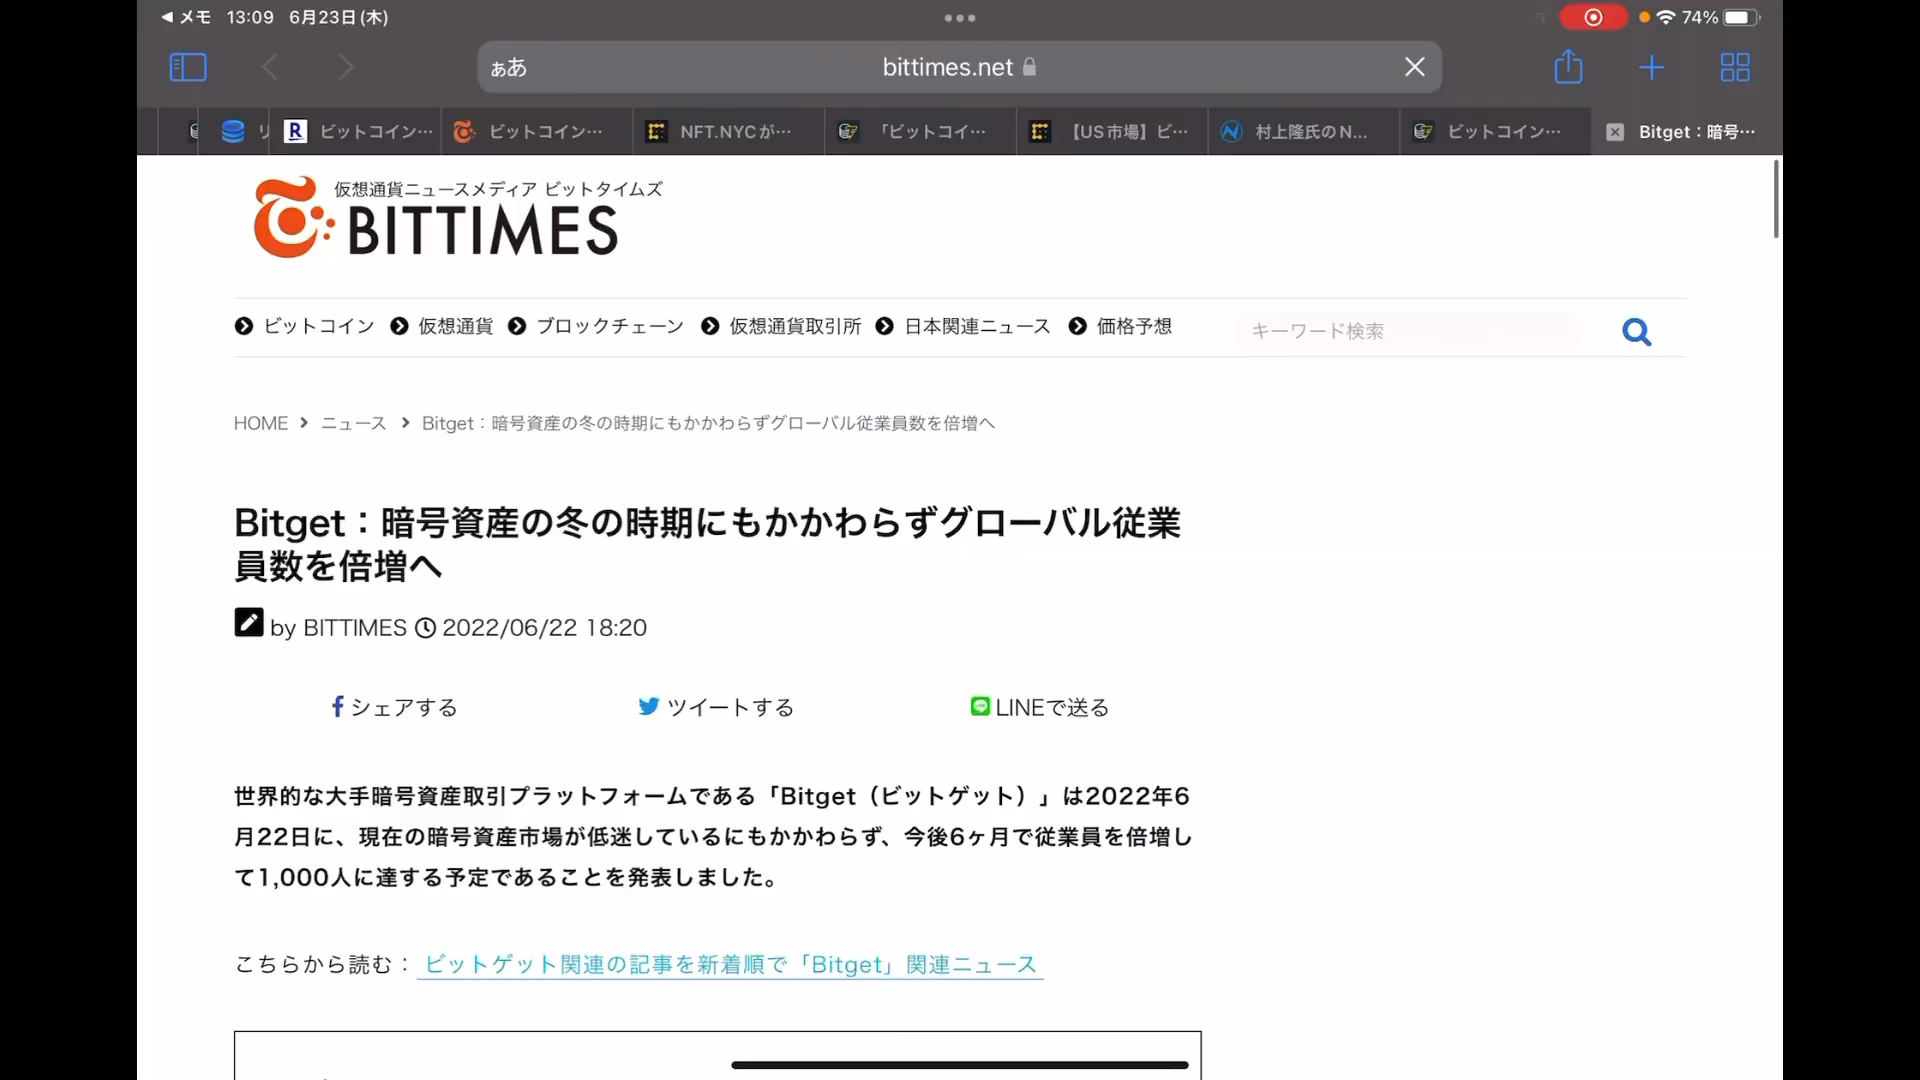 ◀ メモ 13:09 6月23日(木)
74%
ぁあ
bittimes.net
リ
ビットコイン…
ビットコイン…
NFT.NYCが…
「ビットコイ…
【US市場】ビ…
村上隆氏のN...
ビットコイン…
Bitget：暗号…
仮想通貨ニュースメディア ビットタイムズ
BITTIMES
ビットコイン 仮想通貨 ブロックチェーン 仮想通貨取引所 日本関連ニュース 価格予想
キーワード検索
HOME > ニュース > Bitget：暗号資産の冬の時期にもかかわらずグローバル従業員数を倍増へ
Bitget：暗号資産の冬の時期にもかかわらずグローバル従業
員数を倍増へ
by BITTIMES 2022/06/22 18:20
シェアする
ツイートする
LINEで送る
世界的な大手暗号資産取引プラットフォームである「Bitget（ビットゲット）」は2022年6
月22日に、現在の暗号資産市場が低迷しているにもかかわらず、今後6ヶ月で従業員を倍増し
て1,000人に達する予定であることを発表しました。
こちらから読む： ビットゲット関連の記事を新着順で「Bitget」関連ニュース